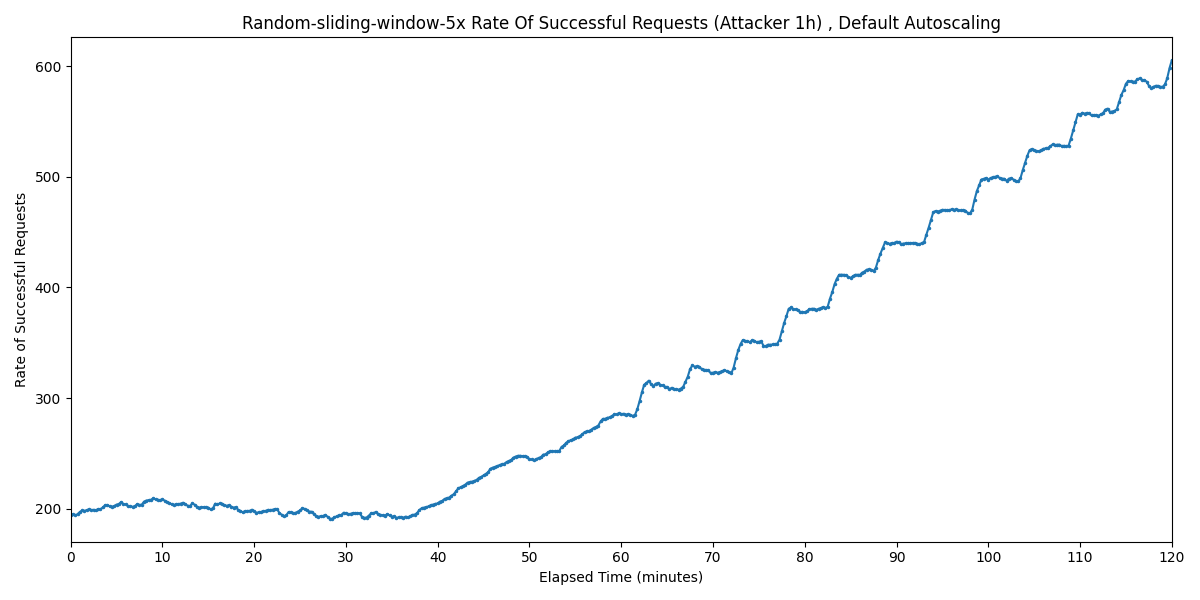 Random-sliding-window-5x Rate Of Successful Requests (Attacker 1h) , Default Autoscaling
600
500
400
300
200
Rate of Successful Requests
0 10 20 30 40 50 60 70 80 90 100 110 120
Elapsed Time (minutes)